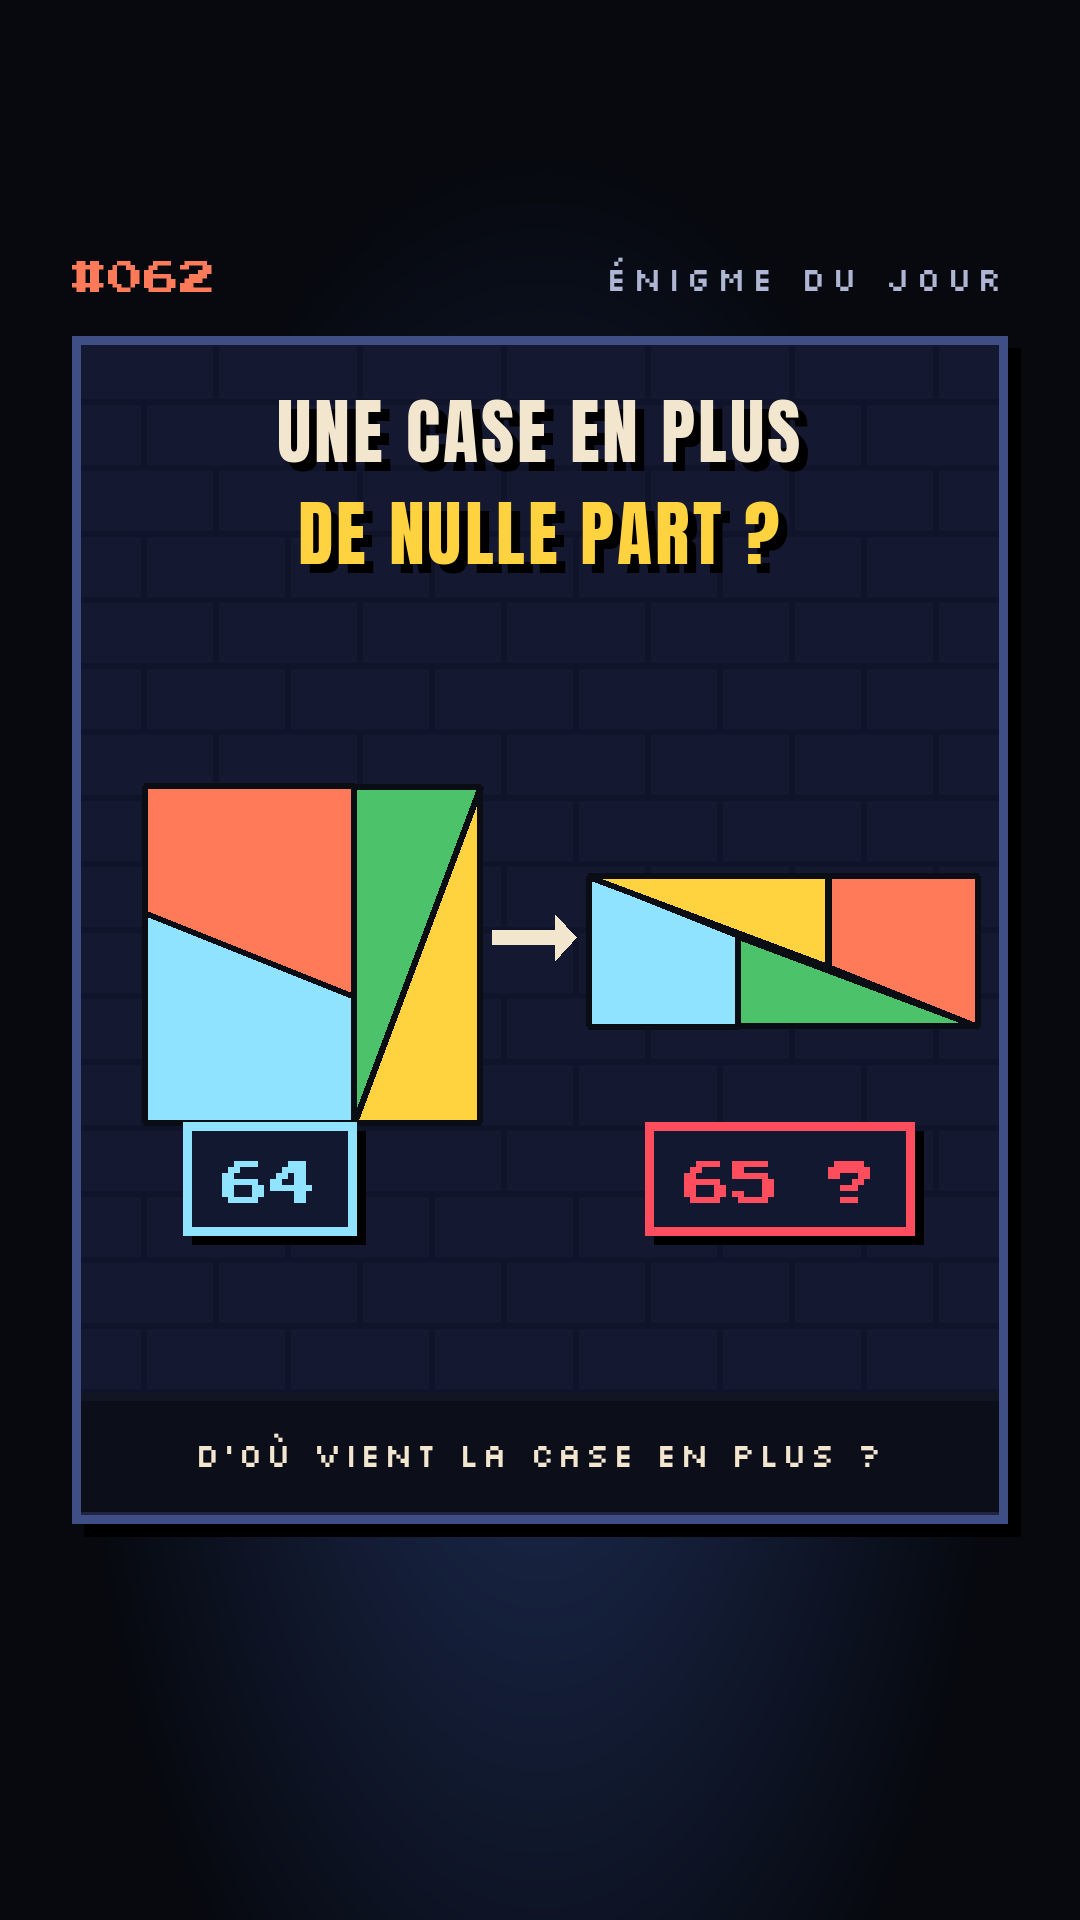 #062
ÉNIGME DU JOUR
UNE CASE EN PLUS
DE NULLE PART ?
64
65 ?
D'OÙ VIENT LA CASE EN PLUS ?